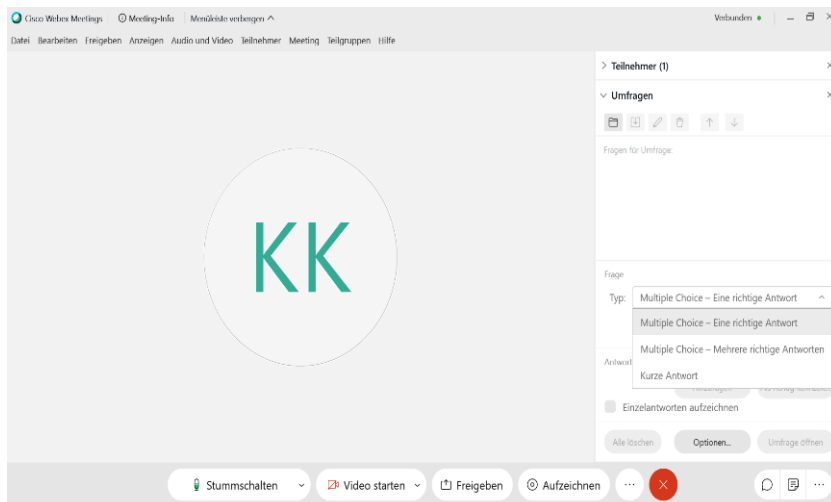 Cisco Webex Meetings Meeting-Info Menüleiste verbergen Verbunden
Datei Bearbeiten Freigeben Anzeigen Audio und Video Teilnehmer Meeting Teilgruppen Hilfe
Teilnehmer (1)
Umfragen
Fragen für Umfrage:
KK
Frage
Typ: Multiple Choice – Eine richtige Antwort
Multiple Choice – Eine richtige Antwort
Multiple Choice – Mehrere richtige Antworten
Kurze Antwort
Antwort
Einzelantworten aufzeichnen
Alle löschen Optionen... Umfrage öffnen
Stummschalten Video starten Freigeben Aufzeichnen